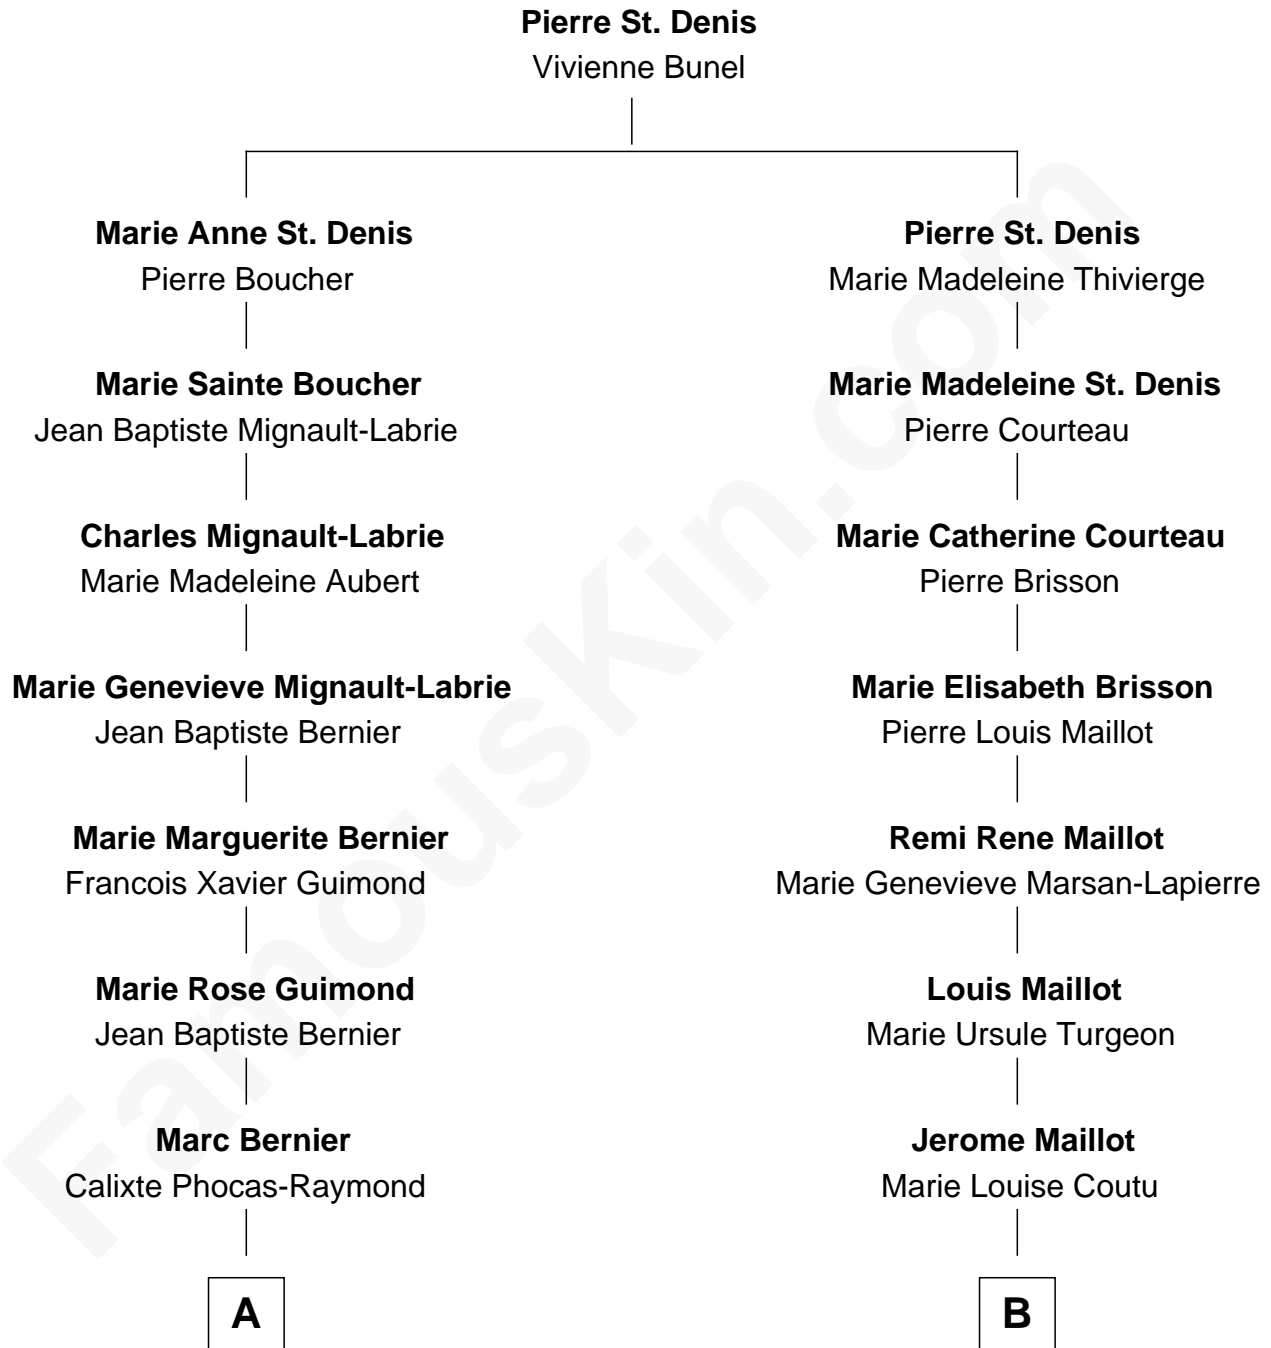 Pierre St. Denis
Vivienne Bunel
Marie Anne St. Denis
Pierre Boucher
Marie Sainte Boucher
Jean Baptiste Mignault-Labrie
Charles Mignault-Labrie
Marie Madeleine Aubert
Marie Genevieve Mignault-Labrie
Jean Baptiste Bernier
Marie Marguerite Bernier
Francois Xavier Guimond
Marie Rose Guimond
Jean Baptiste Bernier
Marc Bernier
Calixte Phocas-Raymond
A
Pierre St. Denis
Marie Madeleine Thivierge
Marie Madeleine St. Denis
Pierre Courteau
Marie Catherine Courteau
Pierre Brisson
Marie Elisabeth Brisson
Pierre Louis Maillot
Remi Rene Maillot
Marie Genevieve Marsan-Lapierre
Louis Maillot
Marie Ursule Turgeon
Jerome Maillot
Marie Louise Coutu
B
FamousKin.com